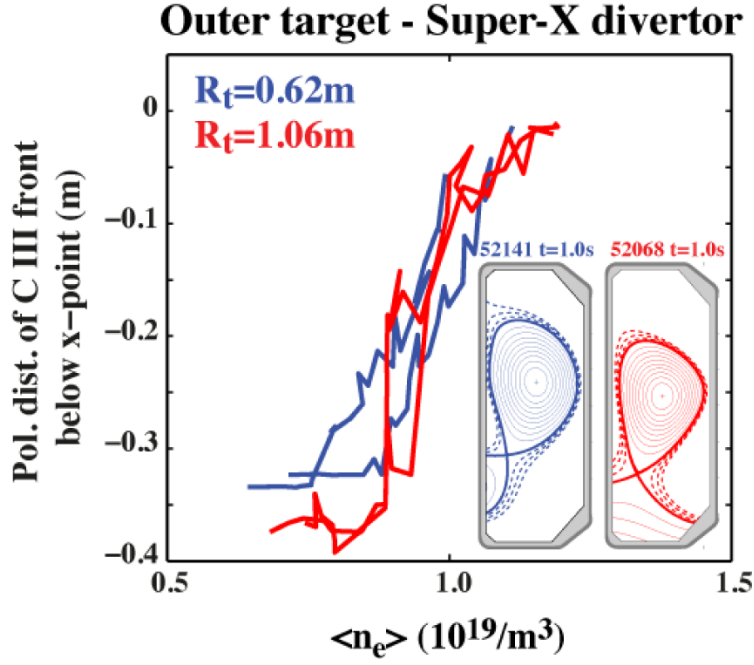 Outer target - Super-X divertor
Pol. dist. of C III front
below x-point (m)
0
−0.1
−0.2
−0.3
−0.4
Rt=0.62m
Rt=1.06m
52141 t=1.0s
52068 t=1.0s
0.5
1.0
1.5
<ne> (10^19/m^3)